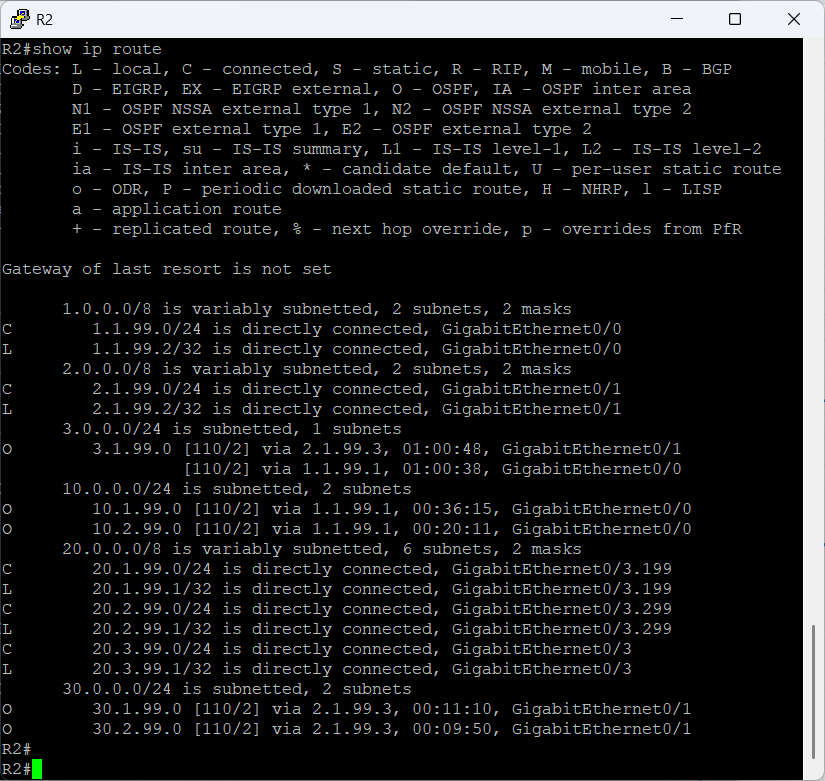 R2
R2#show ip route
Codes: L - local, C - connected, S - static, R - RIP, M - mobile, B - BGP
       D - EIGRP, EX - EIGRP external, O - OSPF, IA - OSPF inter area
       N1 - OSPF NSSA external type 1, N2 - OSPF NSSA external type 2
       E1 - OSPF external type 1, E2 - OSPF external type 2
       i - IS-IS, su - IS-IS summary, L1 - IS-IS level-1, L2 - IS-IS level-2
       ia - IS-IS inter area, * - candidate default, U - per-user static route
       o - ODR, P - periodic downloaded static route, H - NHRP, l - LISP
       a - application route
       + - replicated route, % - next hop override, p - overrides from PfR

Gateway of last resort is not set

      1.0.0.0/8 is variably subnetted, 2 subnets, 2 masks
C        1.1.99.0/24 is directly connected, GigabitEthernet0/0
L        1.1.99.2/32 is directly connected, GigabitEthernet0/0
      2.0.0.0/8 is variably subnetted, 2 subnets, 2 masks
C        2.1.99.0/24 is directly connected, GigabitEthernet0/1
L        2.1.99.2/32 is directly connected, GigabitEthernet0/1
      3.0.0.0/24 is subnetted, 1 subnets
O        3.1.99.0 [110/2] via 2.1.99.3, 01:00:48, GigabitEthernet0/1
                  [110/2] via 1.1.99.1, 01:00:38, GigabitEthernet0/0
      10.0.0.0/24 is subnetted, 2 subnets
O        10.1.99.0 [110/2] via 1.1.99.1, 00:36:15, GigabitEthernet0/0
O        10.2.99.0 [110/2] via 1.1.99.1, 00:20:11, GigabitEthernet0/0
      20.0.0.0/8 is variably subnetted, 6 subnets, 2 masks
C        20.1.99.0/24 is directly connected, GigabitEthernet0/3.199
L        20.1.99.1/32 is directly connected, GigabitEthernet0/3.199
C        20.2.99.0/24 is directly connected, GigabitEthernet0/3.299
L        20.2.99.1/32 is directly connected, GigabitEthernet0/3.299
C        20.3.99.0/24 is directly connected, GigabitEthernet0/3
L        20.3.99.1/32 is directly connected, GigabitEthernet0/3
      30.0.0.0/24 is subnetted, 2 subnets
O        30.1.99.0 [110/2] via 2.1.99.3, 00:11:10, GigabitEthernet0/1
O        30.2.99.0 [110/2] via 2.1.99.3, 00:09:50, GigabitEthernet0/1
R2#
R2#